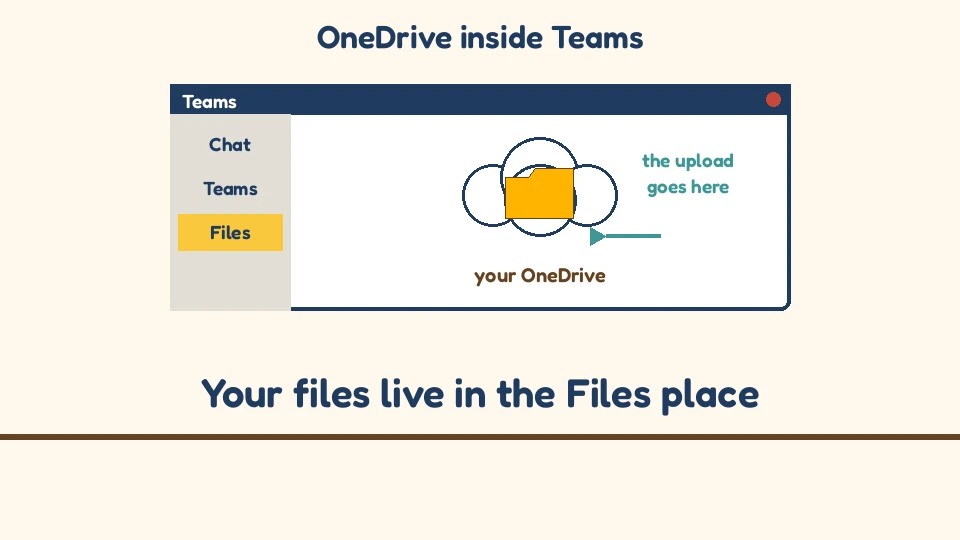 OneDrive inside Teams
Teams
Chat
Teams
Files
the upload
goes here
your OneDrive
Your files live in the Files place